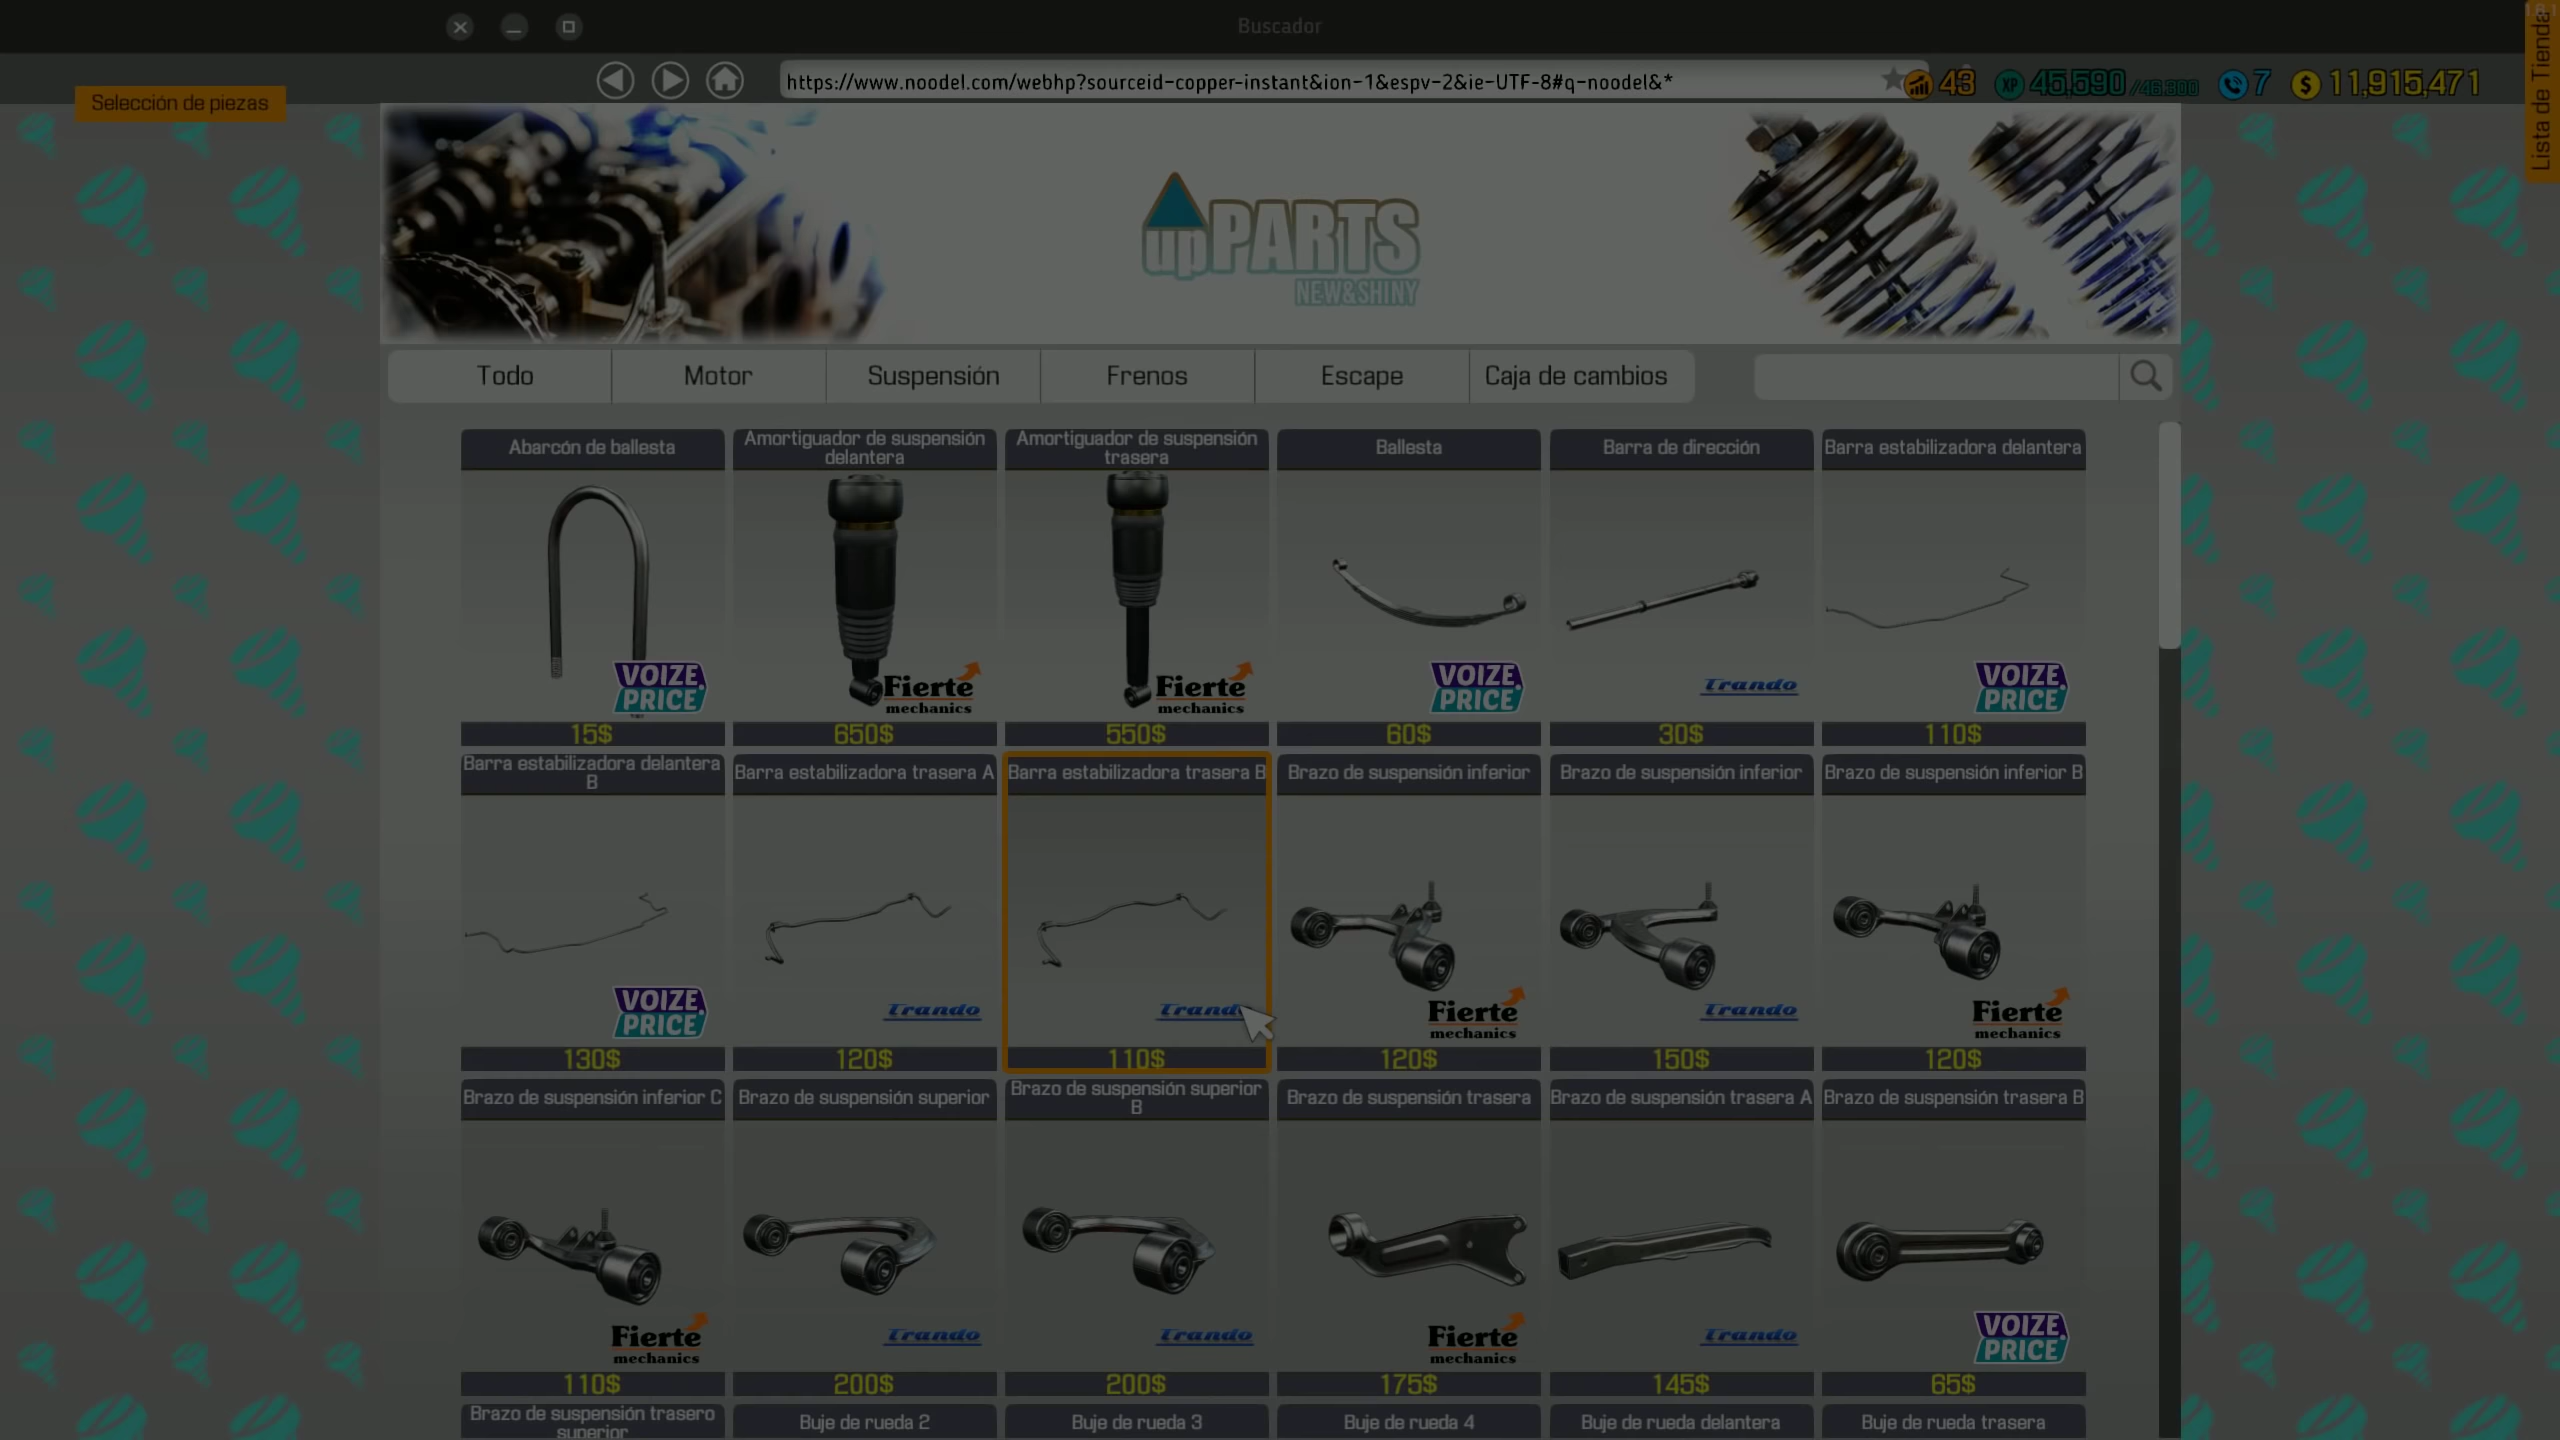 Buscador
1.8.1
https://www.noodel.com/webhp?sourceid-copper-instant&ion-1&espv-2&ie-UTF-8#q-noodel&*
43
XP 45,590 /46,300
7
$ 11,915,471
Selección de piezas
Lista de Tienda
upPARTS
NEW&SHINY
Todo
Motor
Suspensión
Frenos
Escape
Caja de cambios
Abarcón de ballesta
VOIZE
PRICE
15$
Amortiguador de suspensión
delantera
Fierte
mechanics
650$
Amortiguador de suspensión
trasera
Fierte
mechanics
550$
Ballesta
VOIZE
PRICE
60$
Barra de dirección
Trando
30$
Barra estabilizadora delantera
VOIZE
PRICE
110$
Barra estabilizadora delantera
B
VOIZE
PRICE
130$
Barra estabilizadora trasera A
Trando
120$
Barra estabilizadora trasera B
Trando
110$
Brazo de suspensión inferior
Fierte
mechanics
120$
Brazo de suspensión inferior
Trando
150$
Brazo de suspensión inferior B
Fierte
mechanics
120$
Brazo de suspensión inferior C
Fierte
mechanics
110$
Brazo de suspensión superior
Trando
200$
Brazo de suspensión superior
B
Trando
200$
Brazo de suspensión trasera
Fierte
mechanics
175$
Brazo de suspensión trasera A
Trando
145$
Brazo de suspensión trasera B
VOIZE
PRICE
65$
Brazo de suspensión trasero
superior
Buje de rueda 2
Buje de rueda 3
Buje de rueda 4
Buje de rueda delantera
Buje de rueda trasera